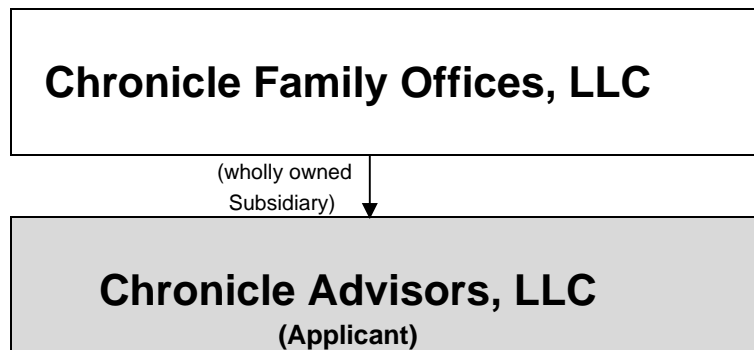 Chronicle Family Offices, LLC
(wholly owned
Subsidiary)
Chronicle Advisors, LLC
(Applicant)